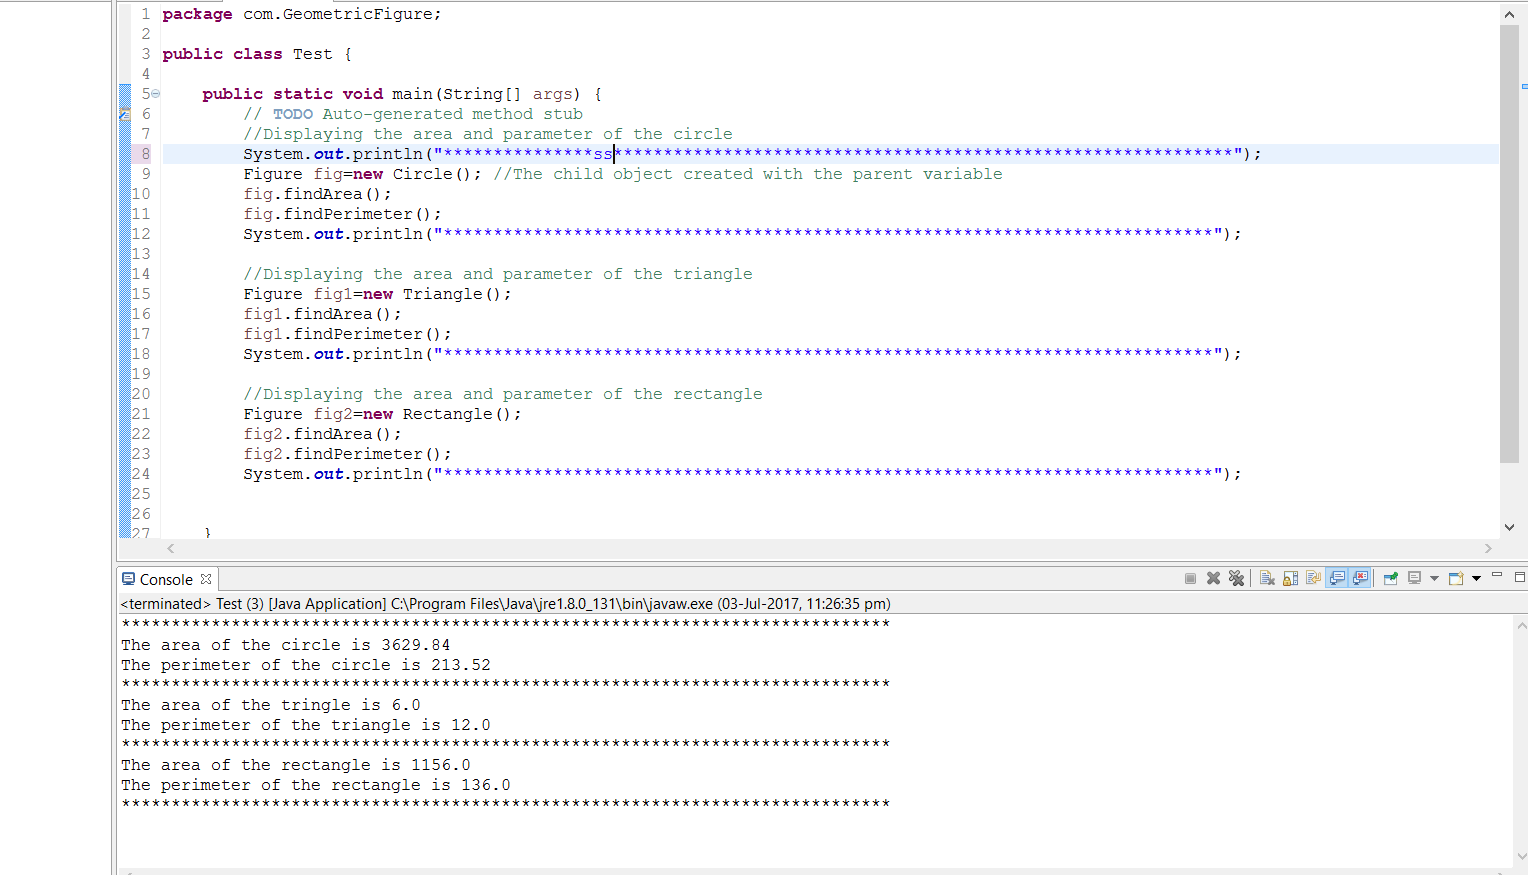 1 package com.GeometricFigure;
2
3 public class Test {
4
5 public static void main(String[] args) {
6 // TODO Auto-generated method stub
7 //Displaying the area and parameter of the circle
8 System.out.println("***************ss**************************************************************");
9 Figure fig=new Circle(); //The child object created with the parent variable
10 fig.findArea();
11 fig.findPerimeter();
12 System.out.println("*****************************************************************************");
13
14 //Displaying the area and parameter of the triangle
15 Figure fig1=new Triangle();
16 fig1.findArea();
17 fig1.findPerimeter();
18 System.out.println("*****************************************************************************");
19
20 //Displaying the area and parameter of the rectangle
21 Figure fig2=new Rectangle();
22 fig2.findArea();
23 fig2.findPerimeter();
24 System.out.println("*****************************************************************************");
25
26
27 }
Console
<terminated> Test (3) [Java Application] C:\Program Files\Java\jre1.8.0_131\bin\javaw.exe (03-Jul-2017, 11:26:35 pm)
*****************************************************************************
The area of the circle is 3629.84
The perimeter of the circle is 213.52
*****************************************************************************
The area of the tringle is 6.0
The perimeter of the triangle is 12.0
*****************************************************************************
The area of the rectangle is 1156.0
The perimeter of the rectangle is 136.0
*****************************************************************************